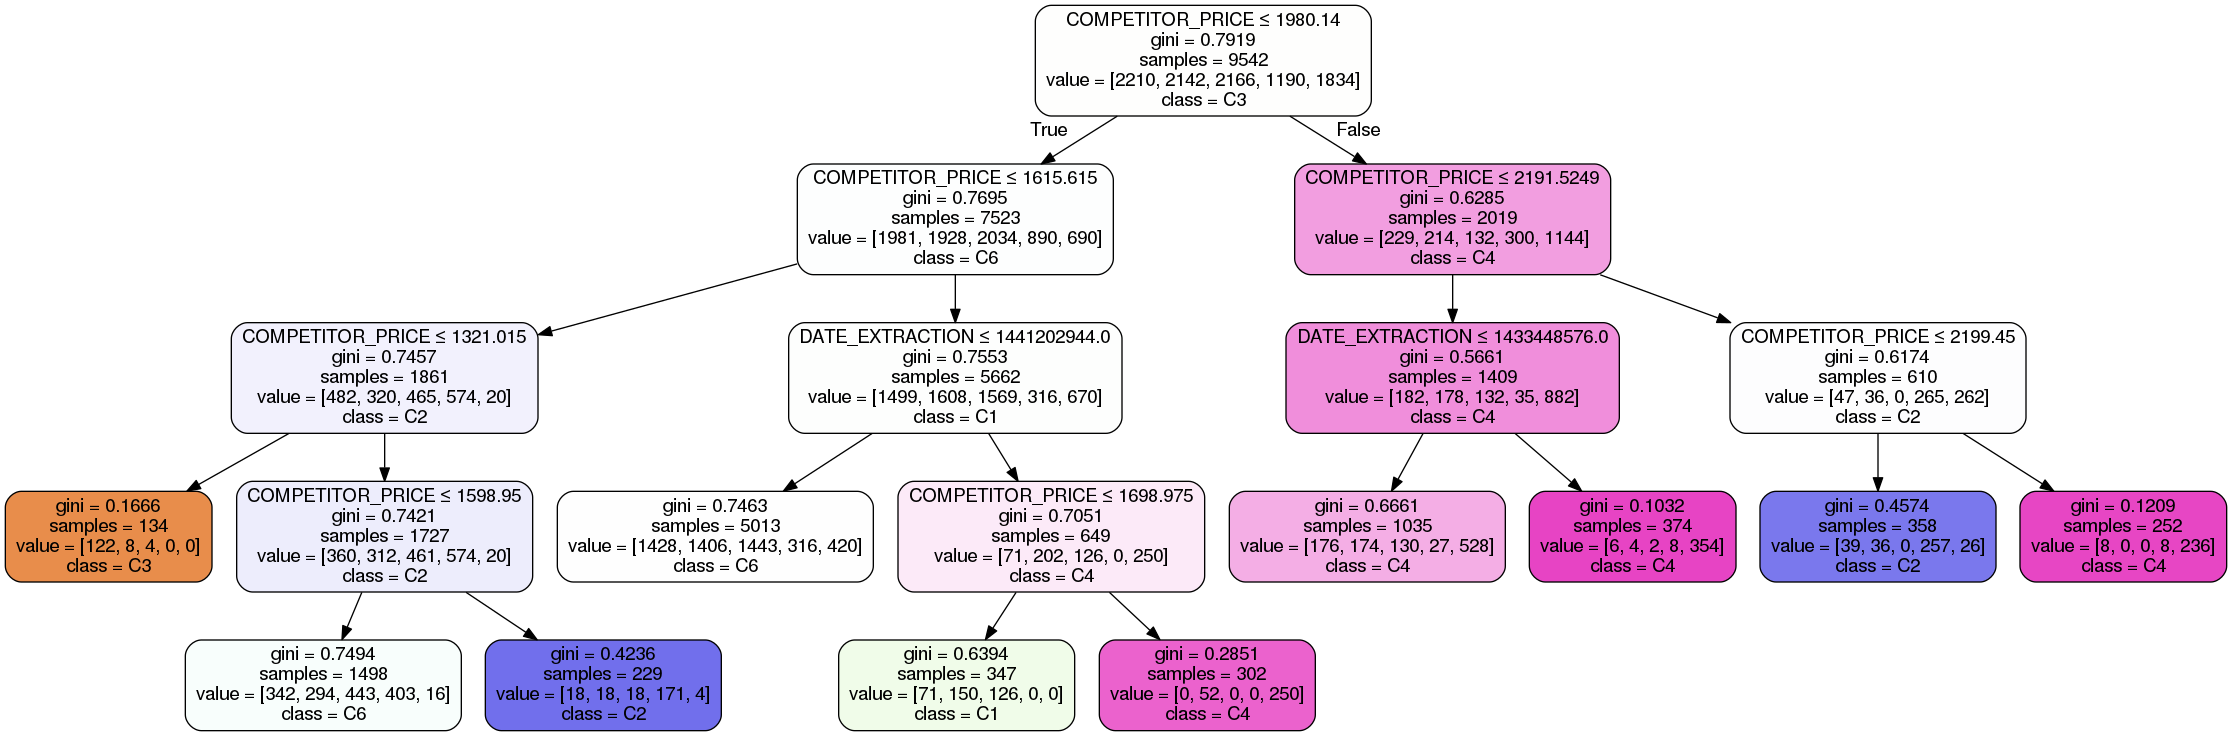 COMPETITOR_PRICE ≤ 1980.14
gini = 0.7919
samples = 9542
value = [2210, 2142, 2166, 1190, 1834]
class = C3
True
False
COMPETITOR_PRICE ≤ 1615.615
gini = 0.7695
samples = 7523
value = [1981, 1928, 2034, 890, 690]
class = C6
COMPETITOR_PRICE ≤ 2191.5249
gini = 0.6285
samples = 2019
value = [229, 214, 132, 300, 1144]
class = C4
COMPETITOR_PRICE ≤ 1321.015
gini = 0.7457
samples = 1861
value = [482, 320, 465, 574, 20]
class = C2
DATE_EXTRACTION ≤ 1441202944.0
gini = 0.7553
samples = 5662
value = [1499, 1608, 1569, 316, 670]
class = C1
DATE_EXTRACTION ≤ 1433448576.0
gini = 0.5661
samples = 1409
value = [182, 178, 132, 35, 882]
class = C4
COMPETITOR_PRICE ≤ 2199.45
gini = 0.6174
samples = 610
value = [47, 36, 0, 265, 262]
class = C2
gini = 0.1666
samples = 134
value = [122, 8, 4, 0, 0]
class = C3
COMPETITOR_PRICE ≤ 1598.95
gini = 0.7421
samples = 1727
value = [360, 312, 461, 574, 20]
class = C2
gini = 0.7463
samples = 5013
value = [1428, 1406, 1443, 316, 420]
class = C6
COMPETITOR_PRICE ≤ 1698.975
gini = 0.7051
samples = 649
value = [71, 202, 126, 0, 250]
class = C4
gini = 0.6661
samples = 1035
value = [176, 174, 130, 27, 528]
class = C4
gini = 0.1032
samples = 374
value = [6, 4, 2, 8, 354]
class = C4
gini = 0.4574
samples = 358
value = [39, 36, 0, 257, 26]
class = C2
gini = 0.1209
samples = 252
value = [8, 0, 0, 8, 236]
class = C4
gini = 0.7494
samples = 1498
value = [342, 294, 443, 403, 16]
class = C6
gini = 0.4236
samples = 229
value = [18, 18, 18, 171, 4]
class = C2
gini = 0.6394
samples = 347
value = [71, 150, 126, 0, 0]
class = C1
gini = 0.2851
samples = 302
value = [0, 52, 0, 0, 250]
class = C4